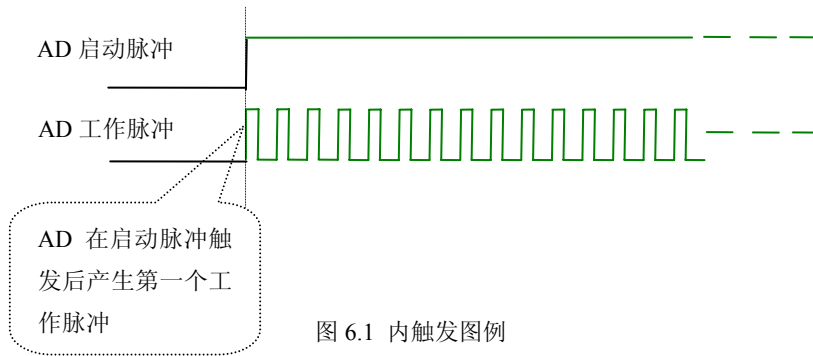 AD 启动脉冲
AD 工作脉冲
AD 在启动脉冲触
发后产生第一个工
作脉冲
图 6.1 内触发图例